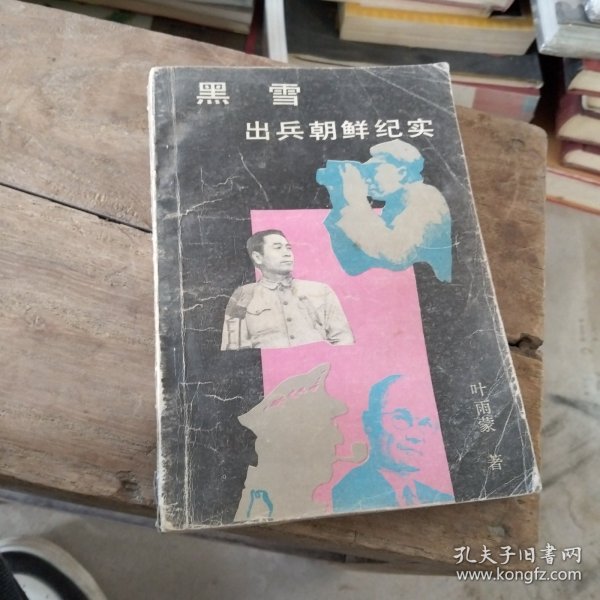 黑 雪
出兵朝鲜纪实
叶雨蒙 著
孔夫子旧书网
www.kongfz.com